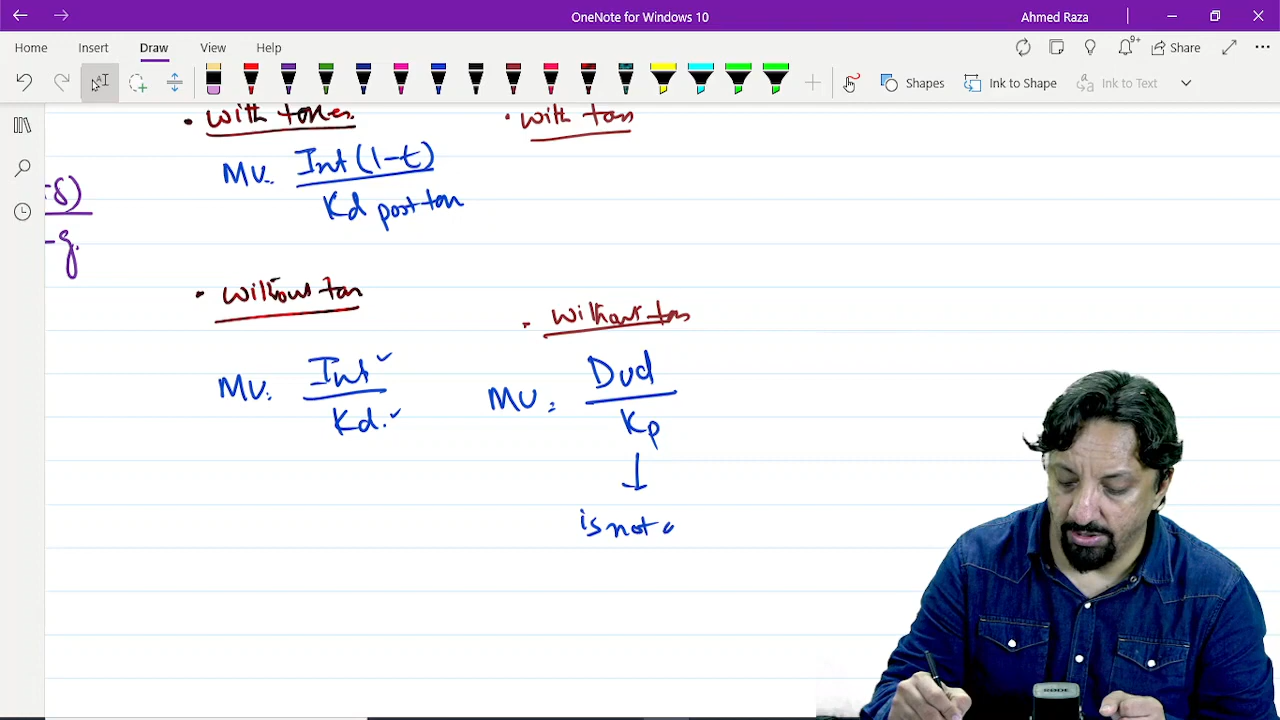 OneNote for Windows 10
Ahmed Raza
Home Insert Draw View Help
9+
Share
Shapes
Ink to Shape
Ink to Text
• With taxes
• With tax
MV. Int (1-t)
Kd post tax
-g.
• Without tax
• Without tax
MV: Int ✓
Kd. ✓
MV = Dvd
Kp
↓
is not a
RODE